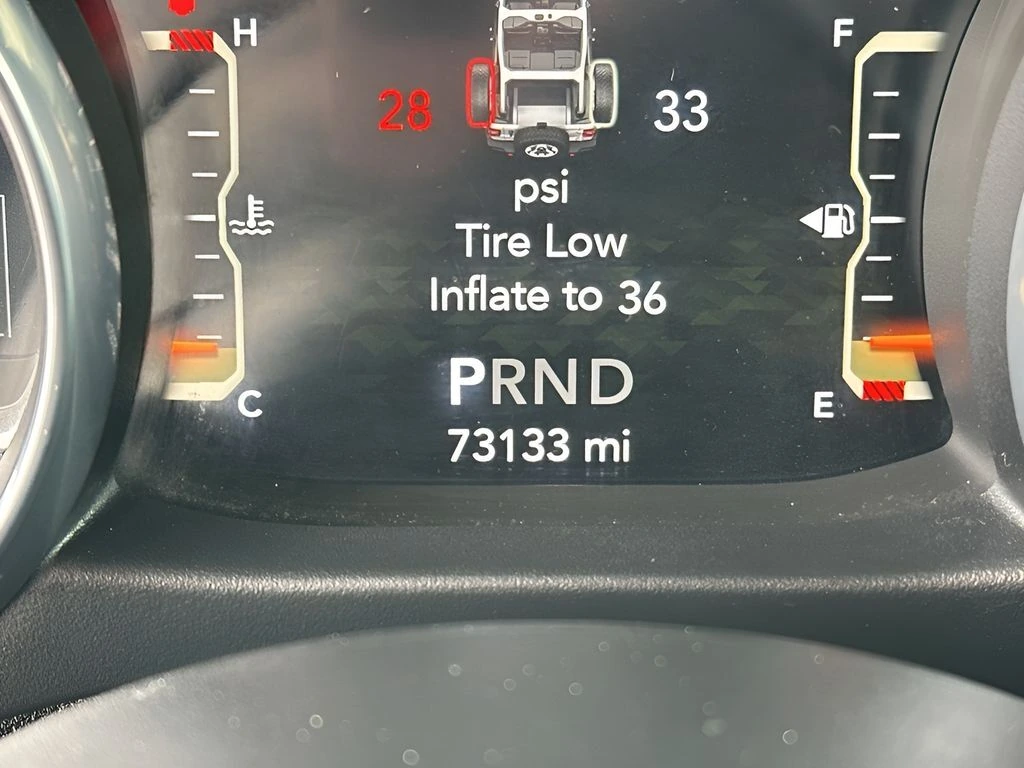 H
F
28
33
psi
Tire Low
Inflate to 36
PRND
C
E
73133 mi